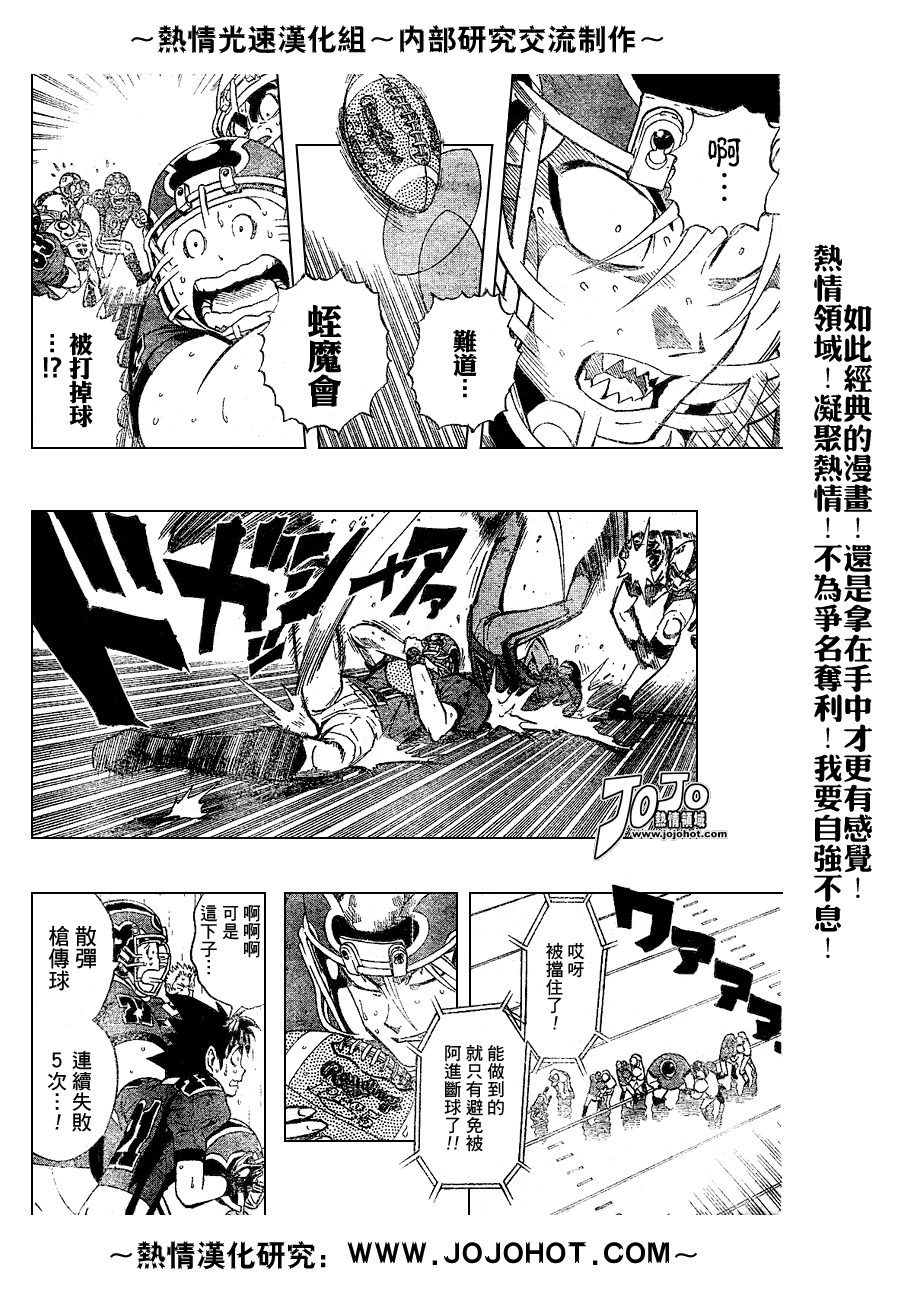 ～熱情光速漢化組～内部研究交流制作～
啊…
難道…
蛭魔會
被打掉球
…!?
如此經典的漫畫！還是拿在手中才更有感覺！
熱情領域！凝聚熱情！不為爭名奪利！我要自強不息！
ドガシャァァ
JOJO
熱情領域
www.jojohot.com
ワァァァ
哎呀
被擋住了！
能做到的
就只有避免被
阿進斷球了!!
啊啊啊
可是
這下子…
散彈
槍傳球
連續失敗
5次…！
～熱情漢化研究：WWW.JOJOHOT.COM～